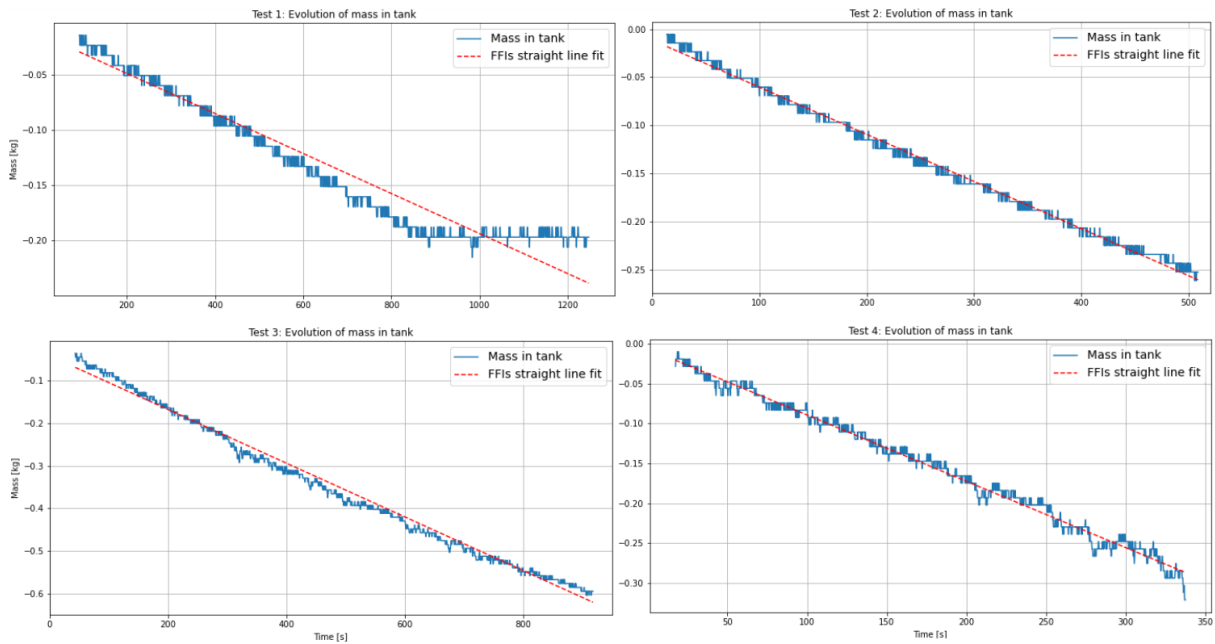 Test 1: Evolution of mass in tank
Mass in tank
FFIs straight line fit
−0.05
−0.10
−0.15
−0.20
Mass [kg]
200 400 600 800 1000 1200
Test 2: Evolution of mass in tank
Mass in tank
FFIs straight line fit
0.00
−0.05
−0.10
−0.15
−0.20
−0.25
0 100 200 300 400 500
Test 3: Evolution of mass in tank
Mass in tank
FFIs straight line fit
−0.1
−0.2
−0.3
−0.4
−0.5
−0.6
Mass [kg]
0 200 400 600 800
Time [s]
Test 4: Evolution of mass in tank
Mass in tank
FFIs straight line fit
0.00
−0.05
−0.10
−0.15
−0.20
−0.25
−0.30
50 100 150 200 250 300 350
Time [s]